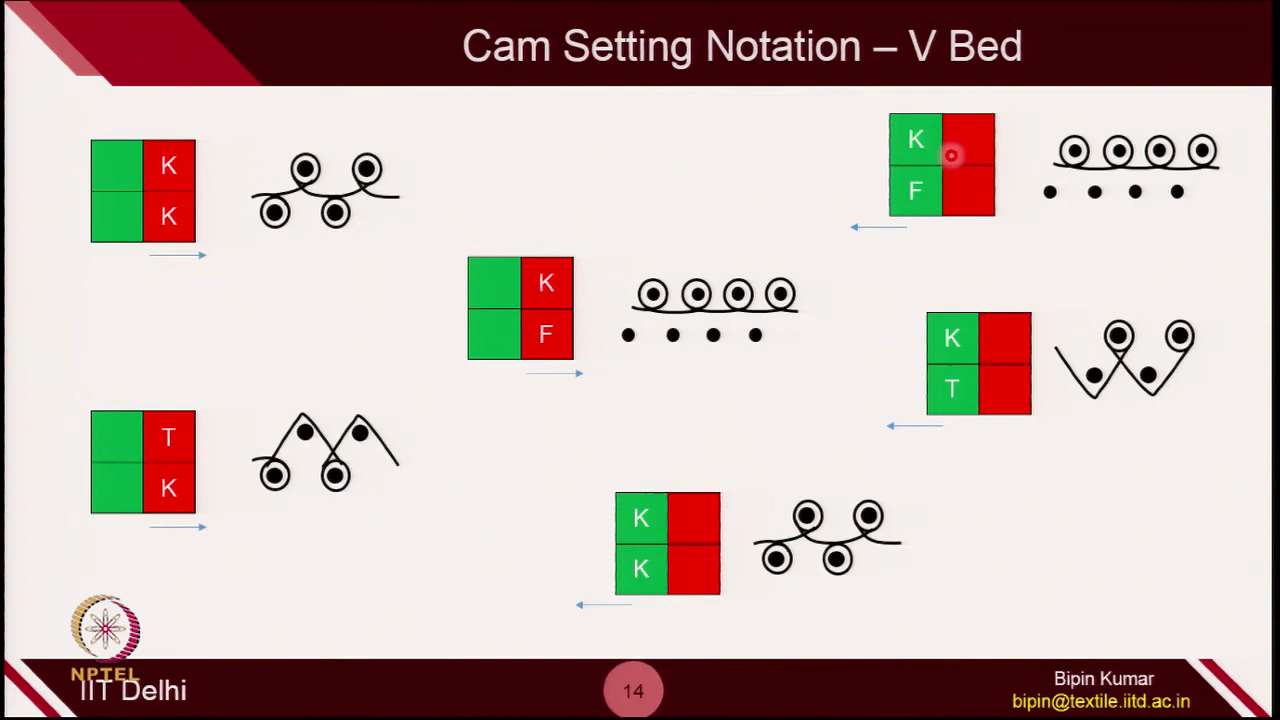 Cam Setting Notation – V Bed
K
K
K
F
K
F
K
T
T
K
K
K
NPTEL
IIT Delhi
14
Bipin Kumar
bipin@textile.iitd.ac.in